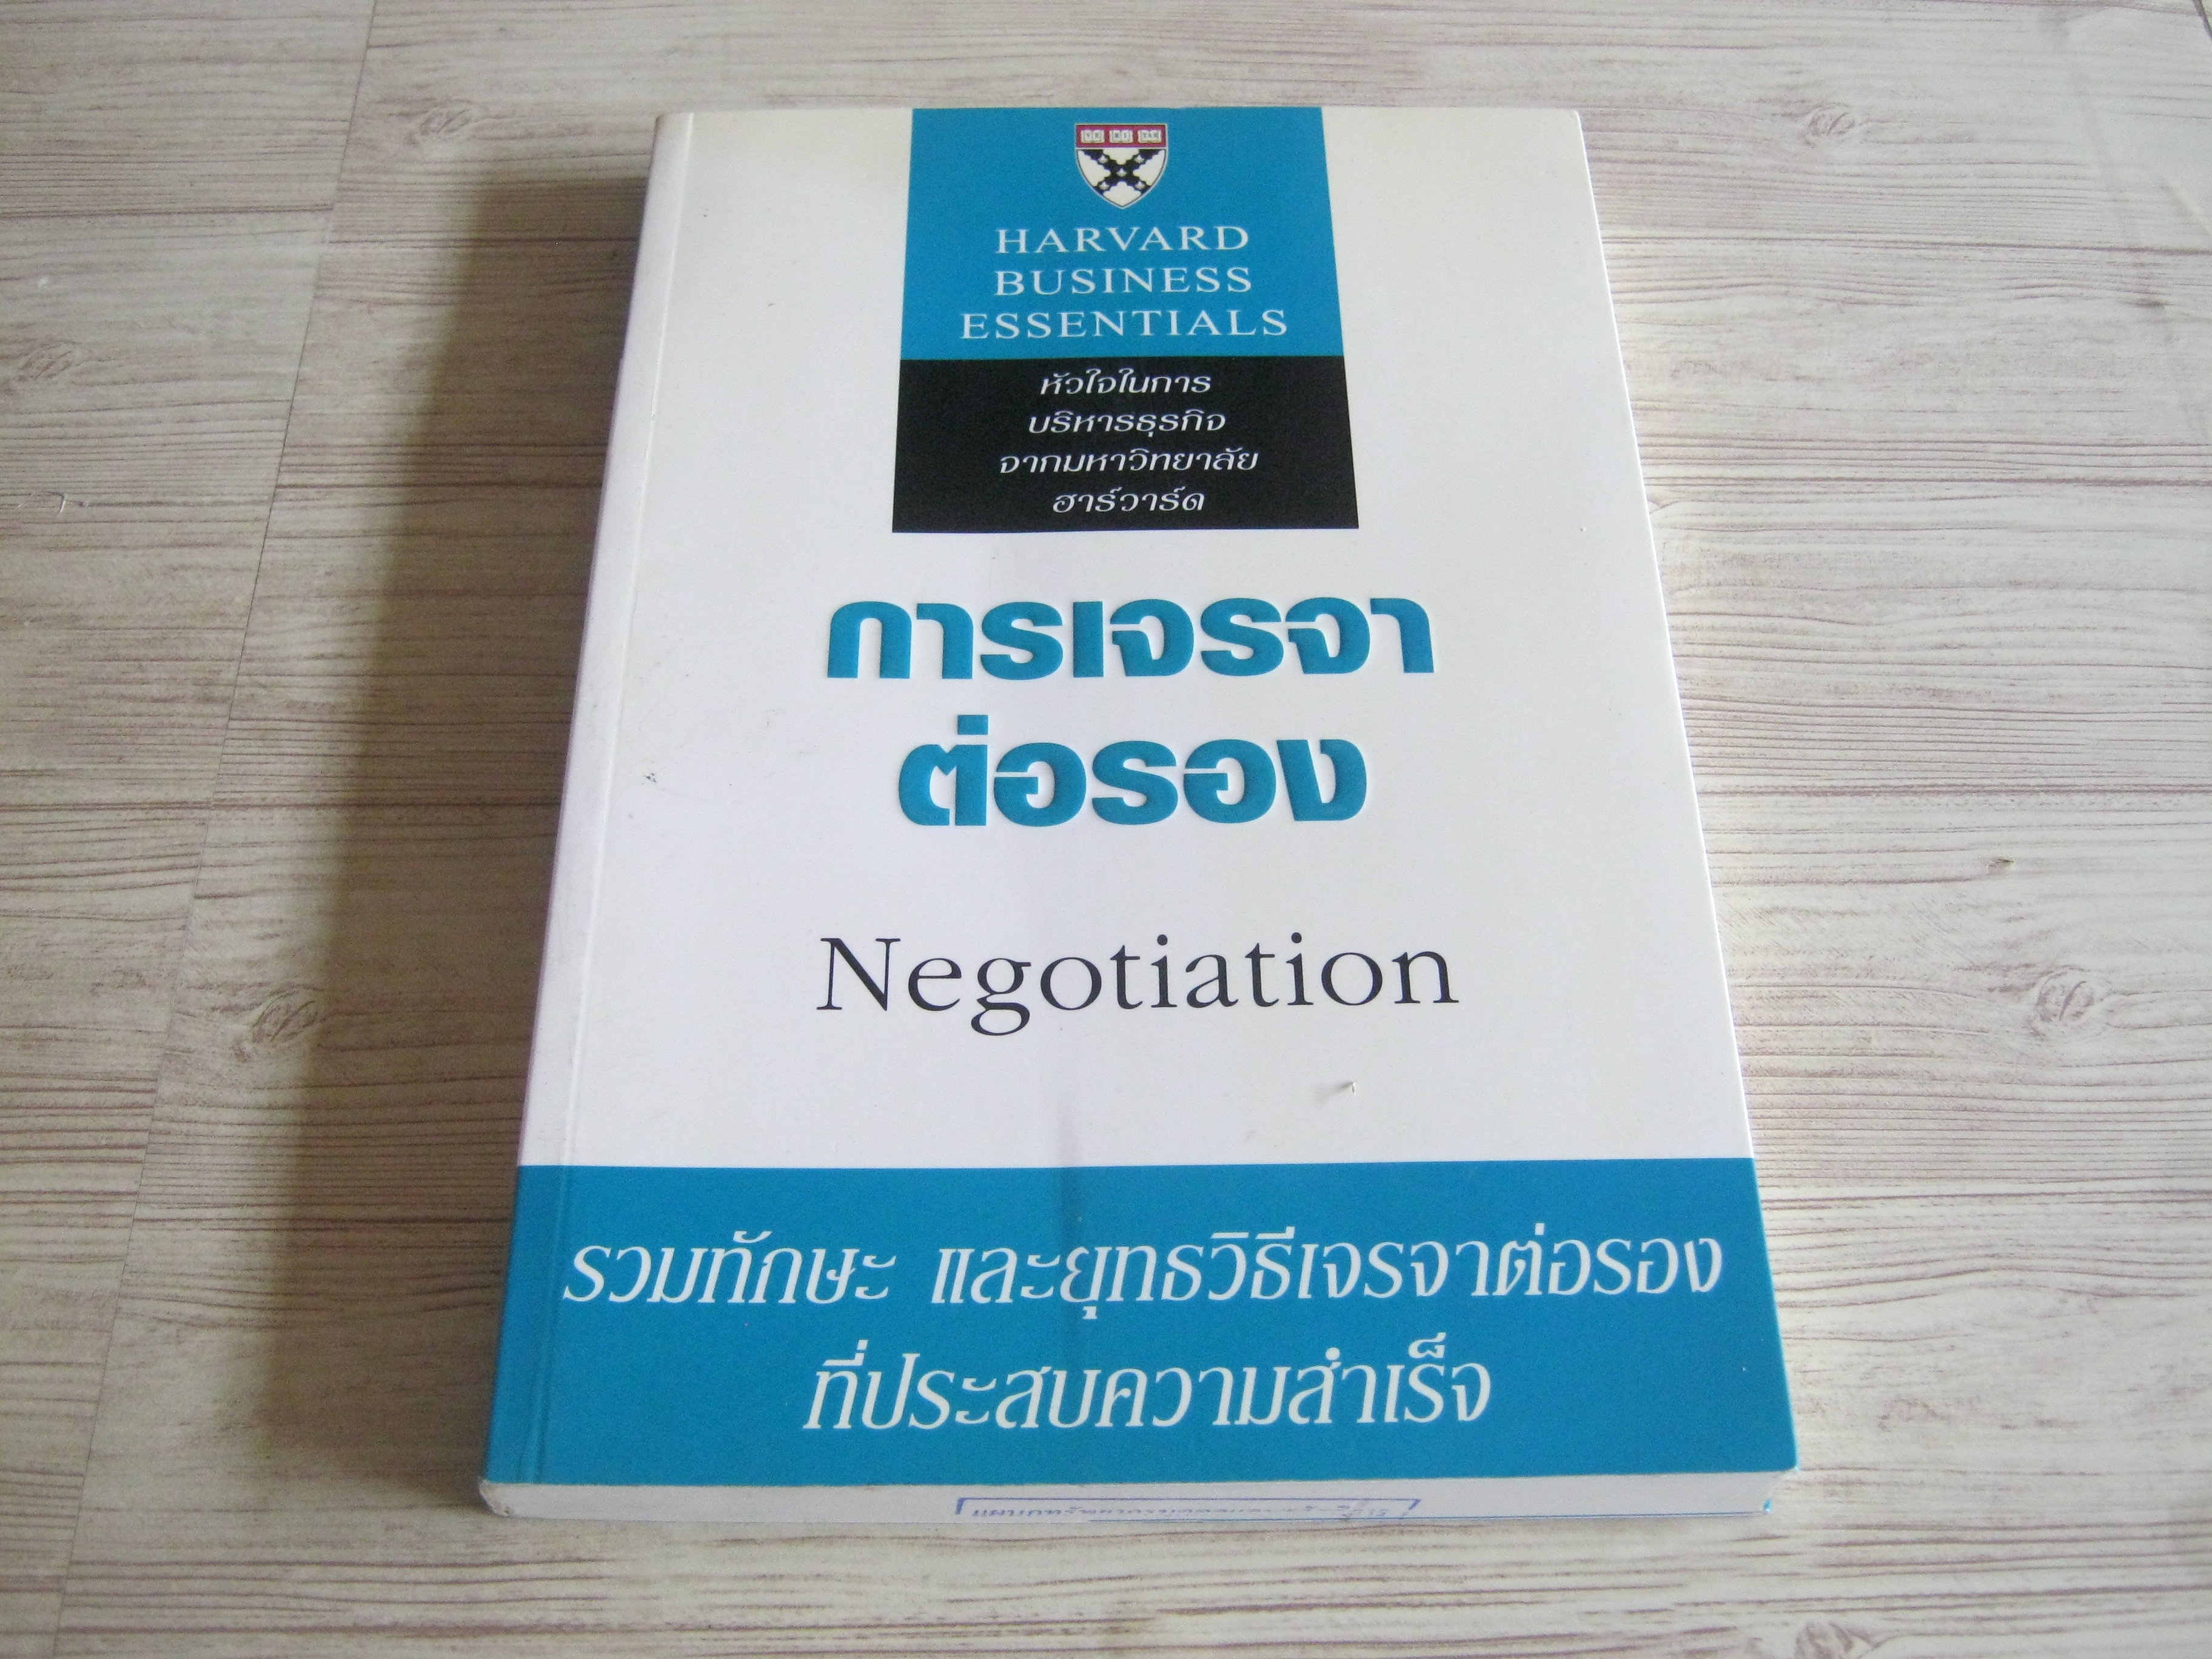 HARVARD
BUSINESS
ESSENTIALS
หัวใจในการ
บริหารธุรกิจ
จากมหาวิทยาลัย
ฮาร์วาร์ด
การเจรจา
ต่อรอง
Negotiation
รวมทักษะ และยุทธวิธีเจรจาต่อรอง
ที่ประสบความสำเร็จ